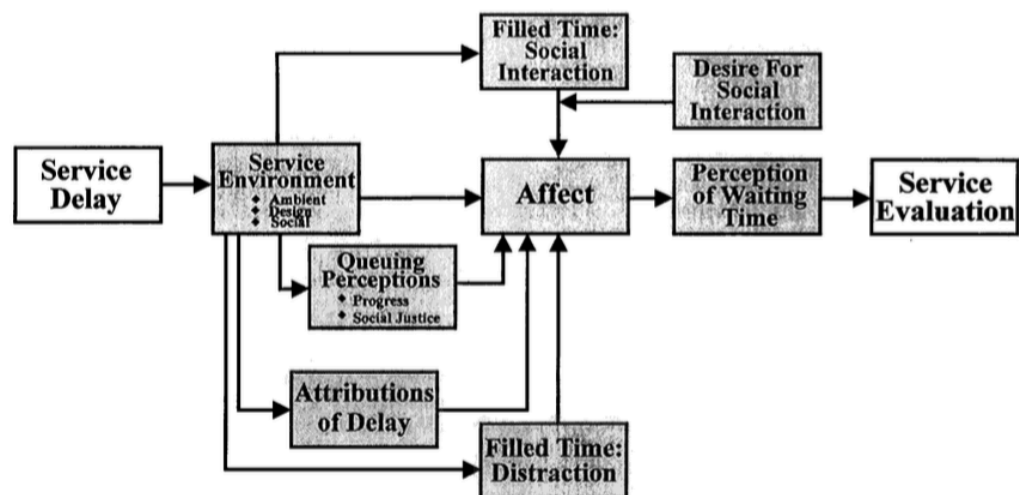 Filled Time:
Social
Interaction
Desire For
Social
Interaction
Service
Delay
Service
Environment
◆ Ambient
◆ Design
◆ Social
Affect
Perception
of Waiting
Time
Service
Evaluation
Queuing
Perceptions
◆ Progress
◆ Social Justice
Attributions
of Delay
Filled Time:
Distraction